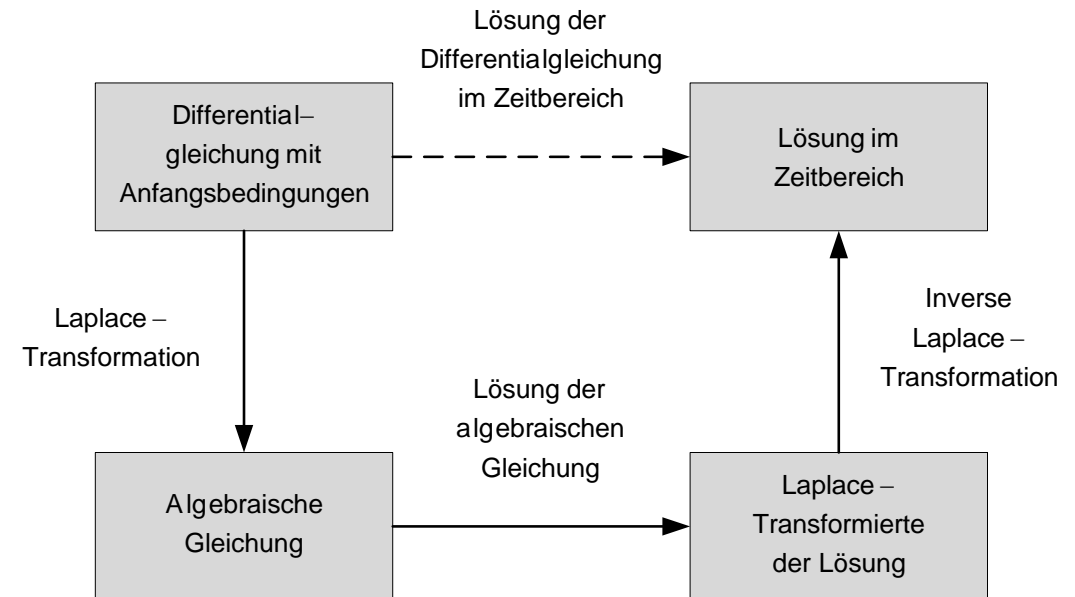 Lösung der
Differentialgleichung
im Zeitbereich
Differential–
gleichung mit
Anfangsbedingungen
Lösung im
Zeitbereich
Laplace –
Transformation
Inverse
Laplace –
Transformation
Lösung der
algebraischen
Gleichung
Algebraische
Gleichung
Laplace –
Transformierte
der Lösung